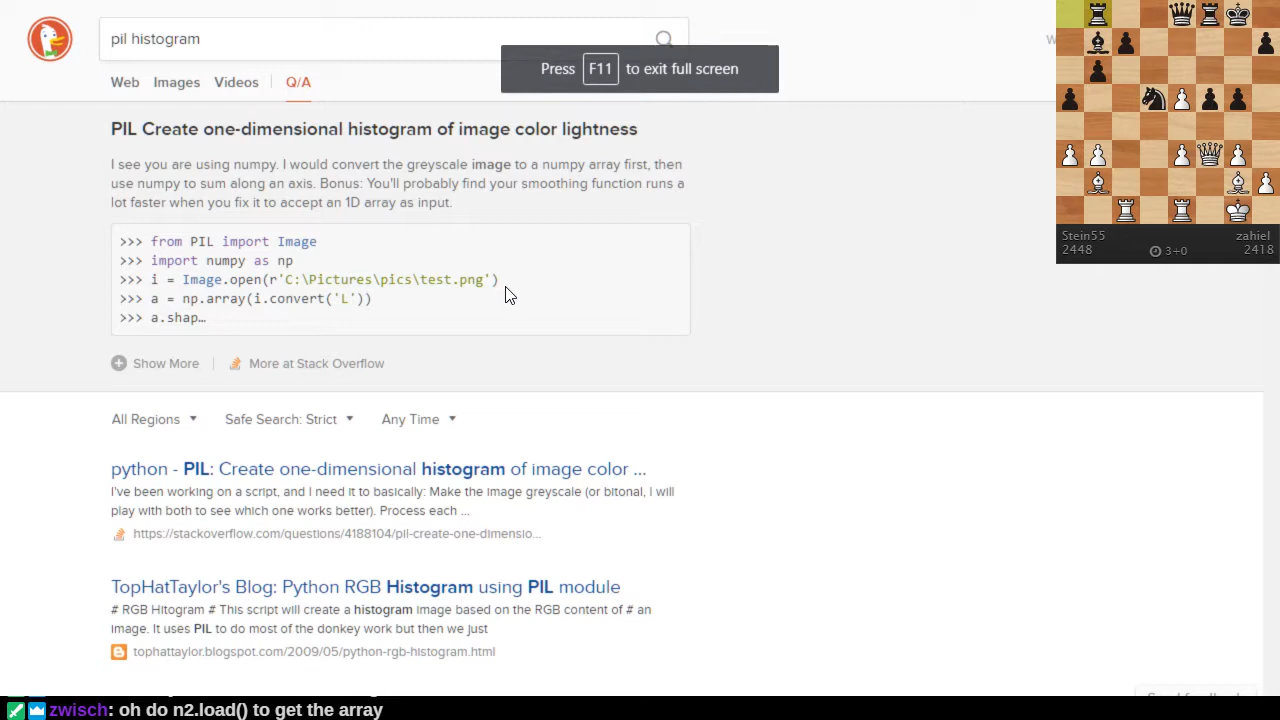 pil histogram
Web Images Videos Q/A
Press F11 to exit full screen
PIL Create one-dimensional histogram of image color lightness
I see you are using numpy. I would convert the greyscale image to a numpy array first, then
use numpy to sum along an axis. Bonus: You'll probably find your smoothing function runs a
lot faster when you fix it to accept an 1D array as input.
>>> from PIL import Image
>>> import numpy as np
>>> i = Image.open(r'C:\Pictures\pics\test.png')
>>> a = np.array(i.convert('L'))
>>> a.shap…
Show More
More at Stack Overflow
All Regions Safe Search: Strict Any Time
python - PIL: Create one-dimensional histogram of image color ...
I've been working on a script, and I need it to basically: Make the image greyscale (or bitonal, I will
play with both to see which one works better). Process each ...
https://stackoverflow.com/questions/4188104/pil-create-one-dimensio...
TopHatTaylor's Blog: Python RGB Histogram using PIL module
# RGB Hitogram # This script will create a histogram image based on the RGB content of # an
image. It uses PIL to do most of the donkey work but then we just
tophattaylor.blogspot.com/2009/05/python-rgb-histogram.html
Stein55 zahiel
2448 3+0 2418
zwisch: oh do n2.load() to get the array